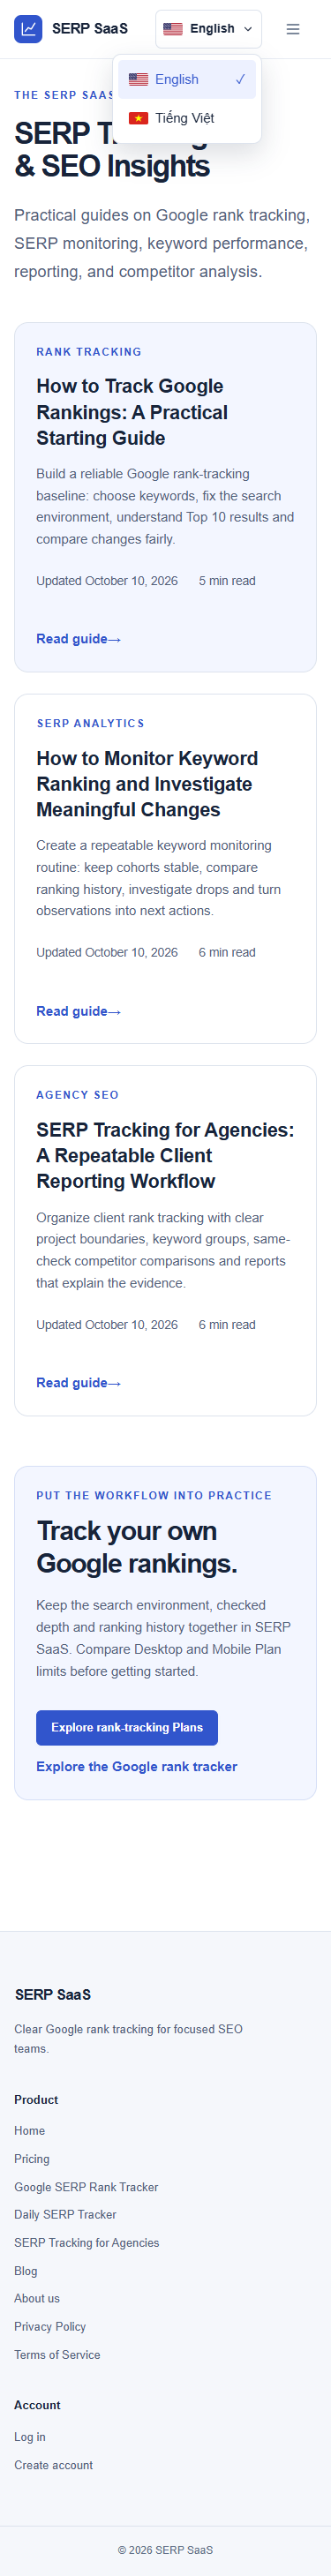 SERP SaaS
English
English
Tiếng Việt
THE SERP SAAS
SERP
& SEO Insights
Practical guides on Google rank tracking,
SERP monitoring, keyword performance,
reporting, and competitor analysis.
RANK TRACKING
How to Track Google
Rankings: A Practical
Starting Guide
Build a reliable Google rank-tracking
baseline: choose keywords, fix the search
environment, understand Top 10 results and
compare changes fairly.
Updated October 10, 2026 5 min read
Read guide→
SERP ANALYTICS
How to Monitor Keyword
Ranking and Investigate
Meaningful Changes
Create a repeatable keyword monitoring
routine: keep cohorts stable, compare
ranking history, investigate drops and turn
observations into next actions.
Updated October 10, 2026 6 min read
Read guide→
AGENCY SEO
SERP Tracking for Agencies:
A Repeatable Client
Reporting Workflow
Organize client rank tracking with clear
project boundaries, keyword groups, same-
check competitor comparisons and reports
that explain the evidence.
Updated October 10, 2026 6 min read
Read guide→
PUT THE WORKFLOW INTO PRACTICE
Track your own
Google rankings.
Keep the search environment, checked
depth and ranking history together in SERP
SaaS. Compare Desktop and Mobile Plan
limits before getting started.
Explore rank-tracking Plans
Explore the Google rank tracker
SERP SaaS
Clear Google rank tracking for focused SEO
teams.
Product
Home
Pricing
Google SERP Rank Tracker
Daily SERP Tracker
SERP Tracking for Agencies
Blog
About us
Privacy Policy
Terms of Service
Account
Log in
Create account
© 2026 SERP SaaS